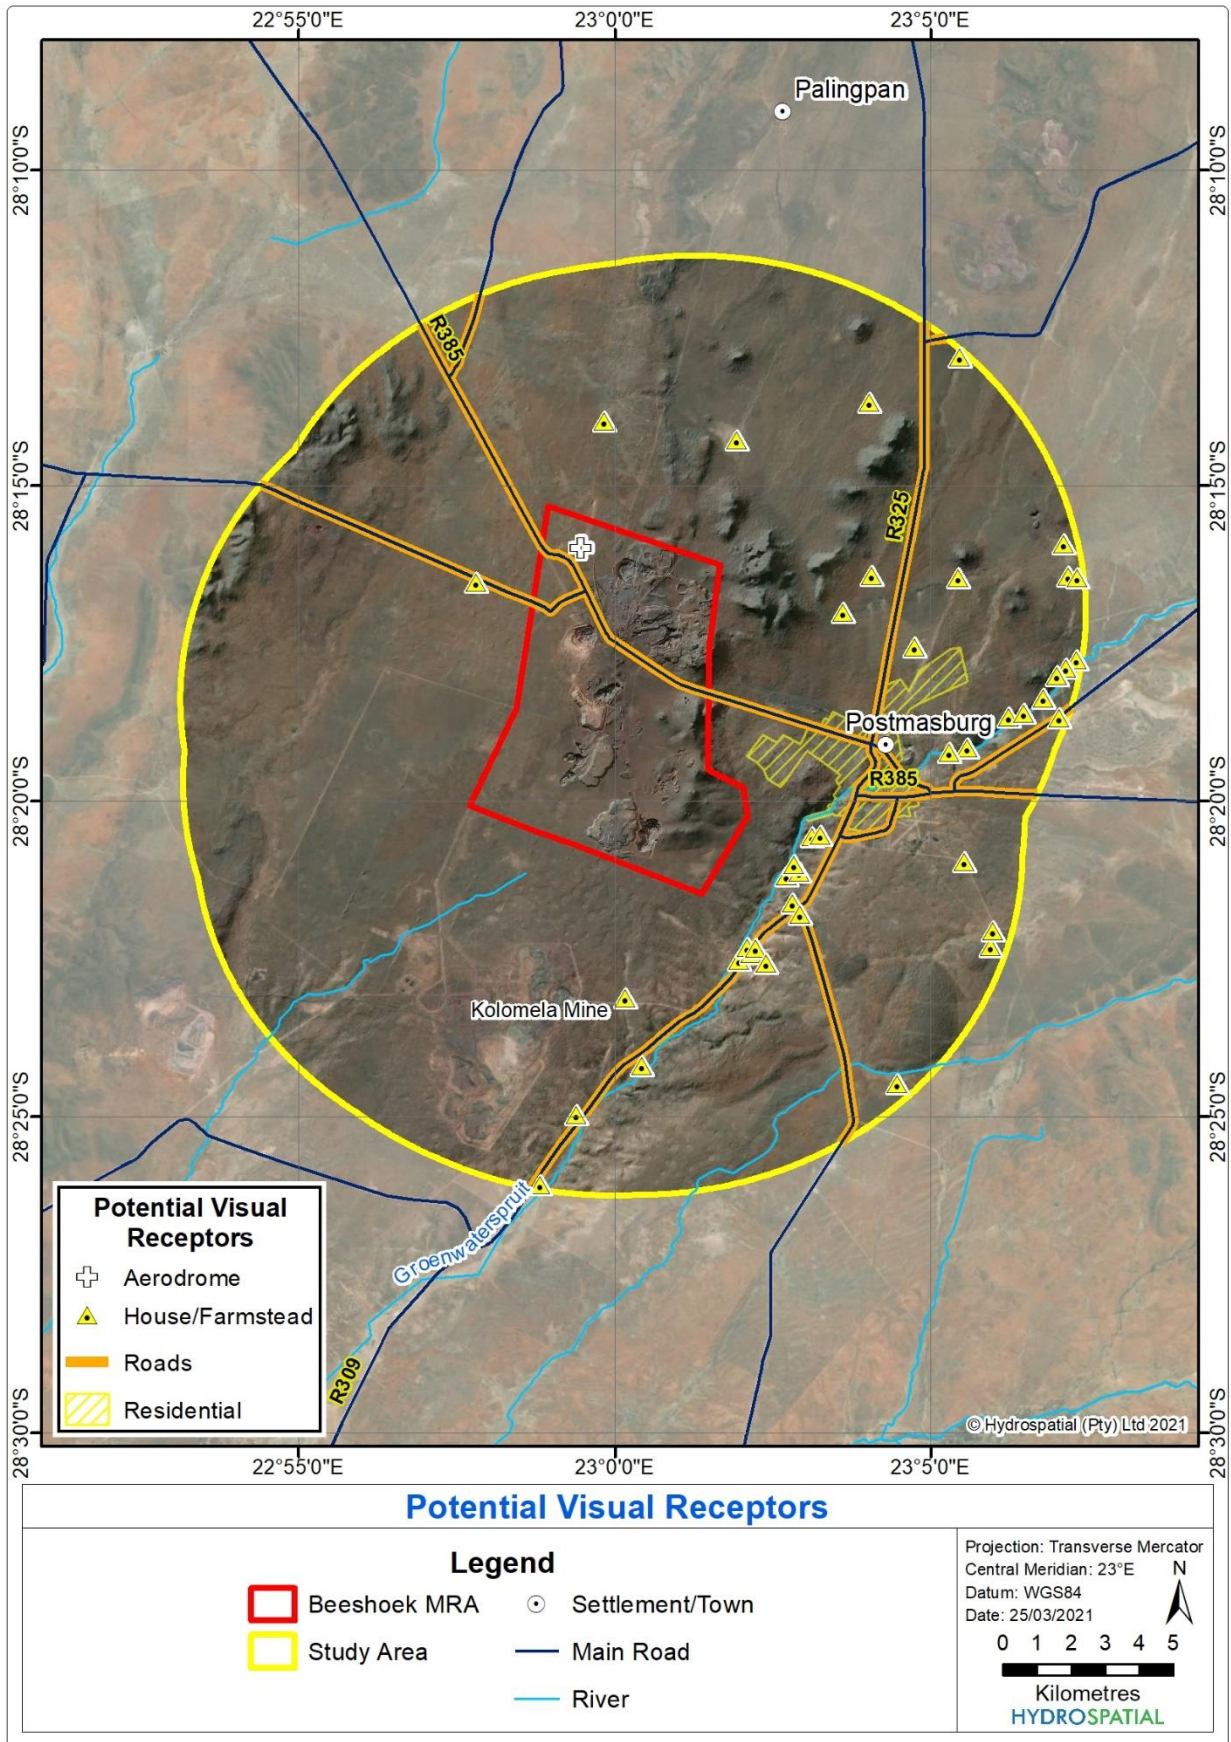 22°55'0"E
23°0'0"E
23°5'0"E
Palingpan
28°10'0"S
28°10'0"S
R385
28°15'0"S
28°15'0"S
R325
Postmasburg
R385
28°20'0"S
28°20'0"S
Kolomela Mine
28°25'0"S
28°25'0"S
Groenwaterspruit
R309
Potential Visual
Receptors
Aerodrome
House/Farmstead
Roads
Residential
© Hydrospatial (Pty) Ltd 2021
28°30'0"S
28°30'0"S
22°55'0"E
23°0'0"E
23°5'0"E
Potential Visual Receptors
Legend
Beeshoek MRA
Settlement/Town
Study Area
Main Road
River
Projection: Transverse Mercator
Central Meridian: 23°E
Datum: WGS84
Date: 25/03/2021
N
0 1 2 3 4 5
Kilometres
HYDROSPATIAL